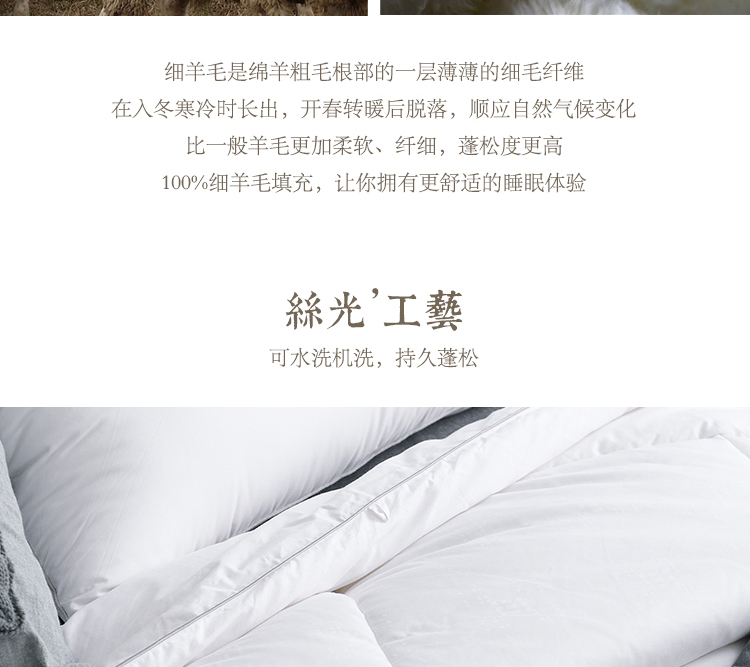 细羊毛是绵羊粗毛根部的一层薄薄的细毛纤维
在入冬寒冷时长出，开春转暖后脱落，顺应自然气候变化
比一般羊毛更加柔软、纤细，蓬松度更高
100%细羊毛填充，让你拥有更舒适的睡眠体验
絲光’工藝
可水洗机洗，持久蓬松